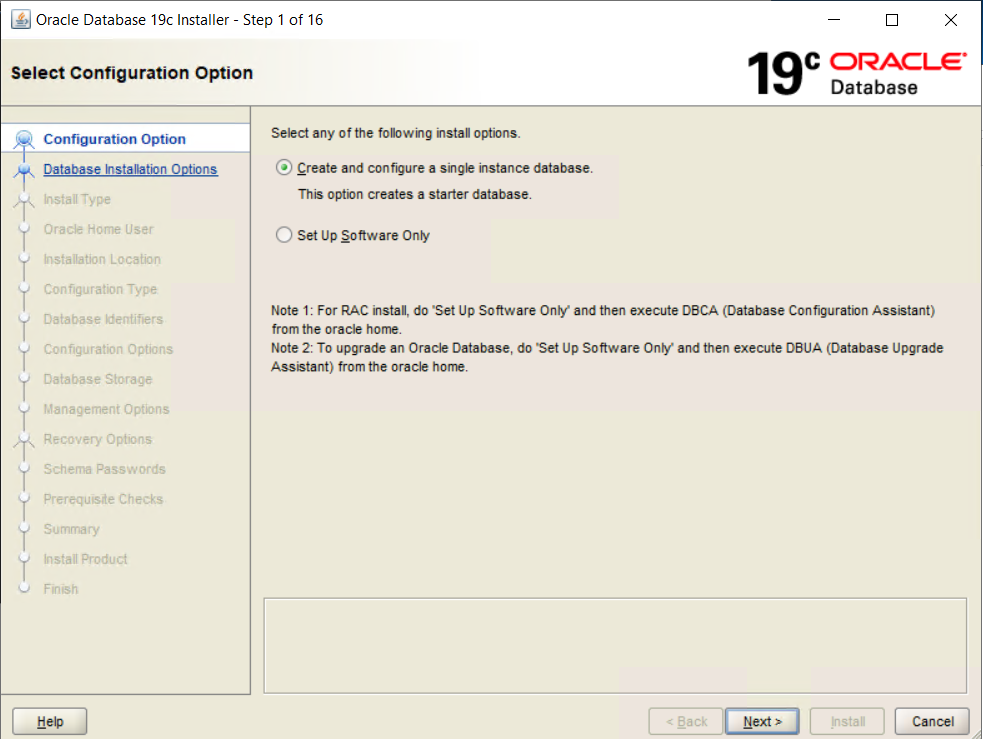 Oracle Database 19c Installer - Step 1 of 16
Select Configuration Option
19c ORACLE
Database
Configuration Option
Database Installation Options
Install Type
Oracle Home User
Installation Location
Configuration Type
Database Identifiers
Configuration Options
Database Storage
Management Options
Recovery Options
Schema Passwords
Prerequisite Checks
Summary
Install Product
Finish
Select any of the following install options.
Create and configure a single instance database.
This option creates a starter database.
Set Up Software Only
Note 1: For RAC install, do 'Set Up Software Only' and then execute DBCA (Database Configuration Assistant)
from the oracle home.
Note 2: To upgrade an Oracle Database, do 'Set Up Software Only' and then execute DBUA (Database Upgrade
Assistant) from the oracle home.
Help
< Back
Next >
Install
Cancel